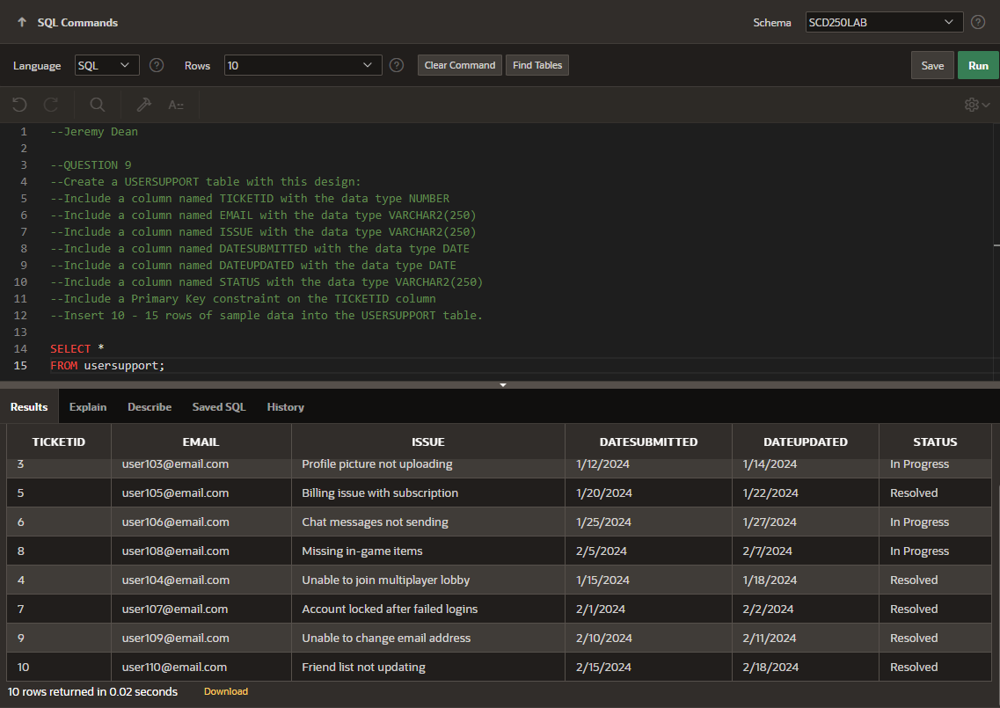 SQL Commands
Schema SCD250LAB
Language SQL Rows 10 Clear Command Find Tables Save Run
1 --Jeremy Dean
2
3 --QUESTION 9
4 --Create a USERSUPPORT table with this design:
5 --Include a column named TICKETID with the data type NUMBER
6 --Include a column named EMAIL with the data type VARCHAR2(250)
7 --Include a column named ISSUE with the data type VARCHAR2(250)
8 --Include a column named DATESUBMITTED with the data type DATE
9 --Include a column named DATEUPDATED with the data type DATE
10 --Include a column named STATUS with the data type VARCHAR2(250)
11 --Include a Primary Key constraint on the TICKETID column
12 --Insert 10 - 15 rows of sample data into the USERSUPPORT table.
13
14 SELECT *
15 FROM usersupport;
Results Explain Describe Saved SQL History
TICKETID EMAIL ISSUE DATESUBMITTED DATEUPDATED STATUS
3 user103@email.com Profile picture not uploading 1/12/2024 1/14/2024 In Progress
5 user105@email.com Billing issue with subscription 1/20/2024 1/22/2024 Resolved
6 user106@email.com Chat messages not sending 1/25/2024 1/27/2024 In Progress
8 user108@email.com Missing in-game items 2/5/2024 2/7/2024 In Progress
4 user104@email.com Unable to join multiplayer lobby 1/15/2024 1/18/2024 Resolved
7 user107@email.com Account locked after failed logins 2/1/2024 2/2/2024 Resolved
9 user109@email.com Unable to change email address 2/10/2024 2/11/2024 Resolved
10 user110@email.com Friend list not updating 2/15/2024 2/18/2024 Resolved
10 rows returned in 0.02 seconds Download